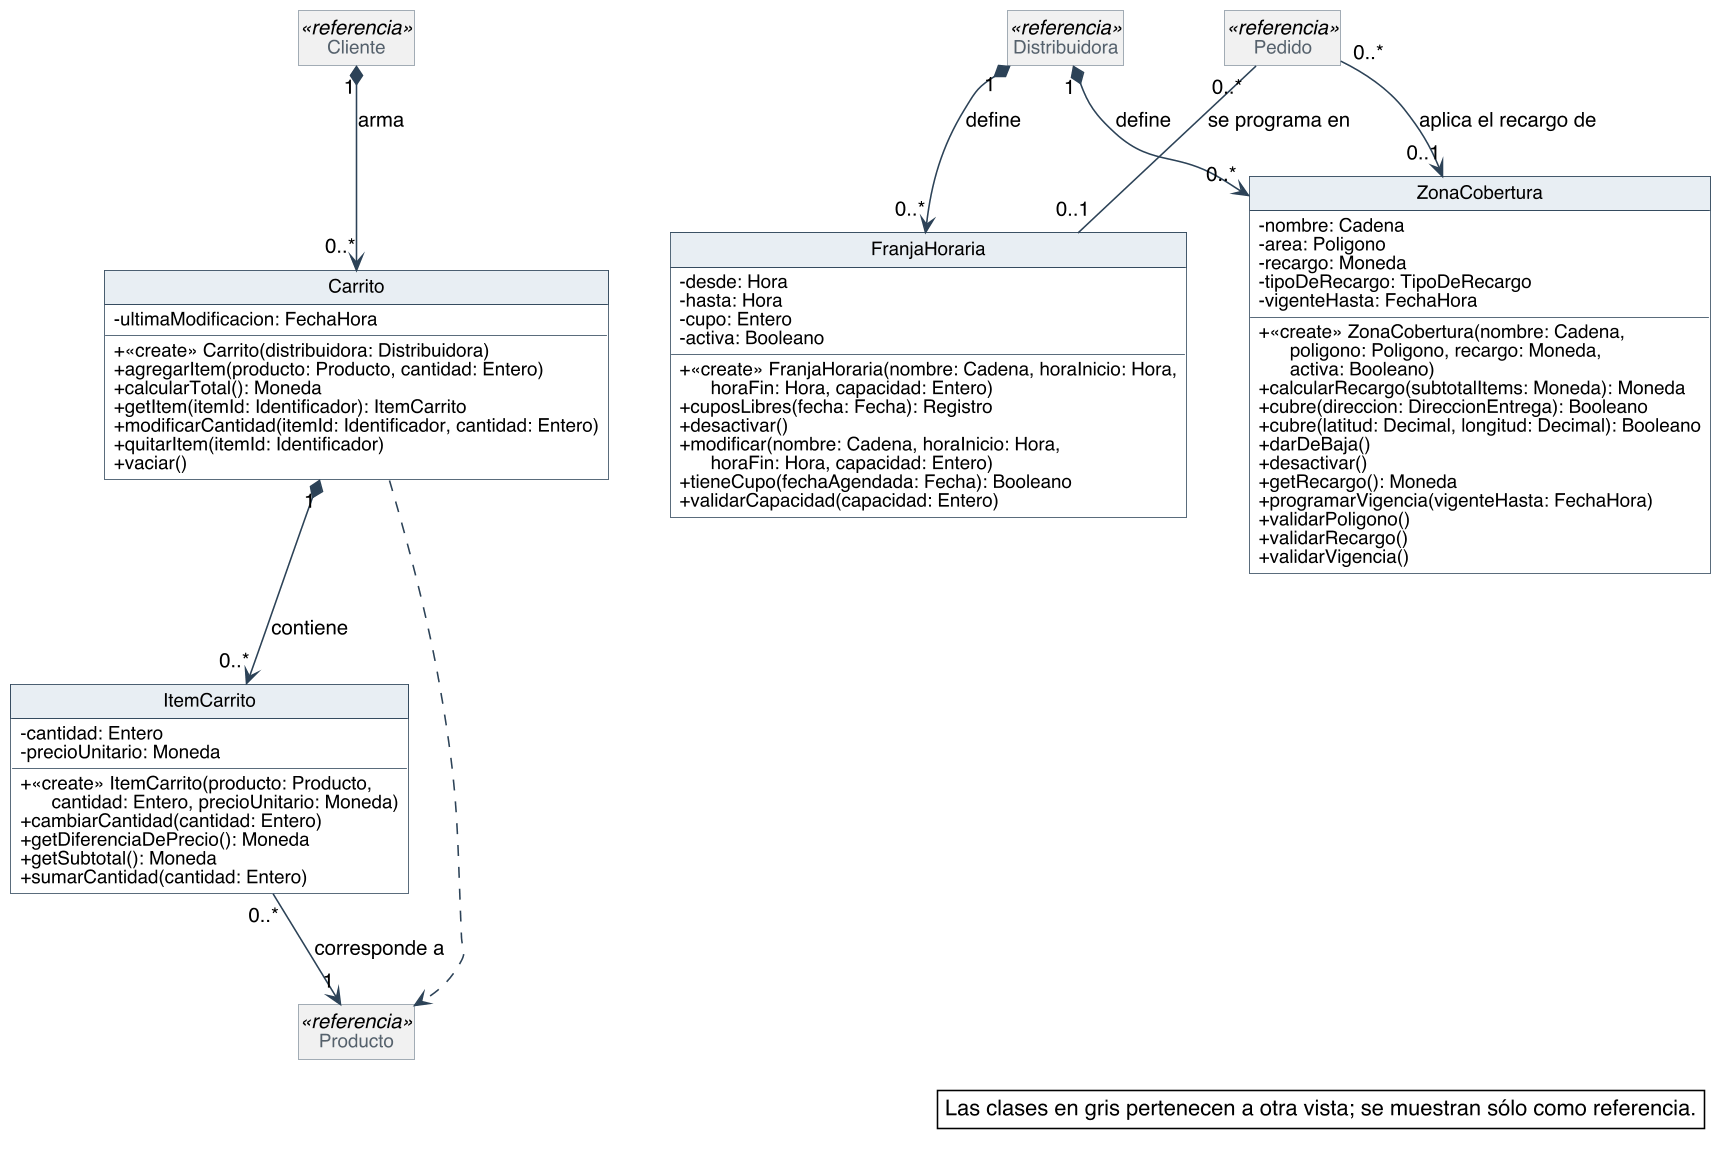 «referencia»
Cliente
«referencia»
Distribuidora
«referencia»
Pedido
0..*
1
1
1
0..*
arma
define
define
se programa en
aplica el recargo de
0..1
0..*
0..*
0..1
0..*
ZonaCobertura
-nombre: Cadena
-area: Poligono
-recargo: Moneda
-tipoDeRecargo: TipoDeRecargo
-vigenteHasta: FechaHora
+«create» ZonaCobertura(nombre: Cadena,
poligono: Poligono, recargo: Moneda,
activa: Booleano)
+calcularRecargo(subtotalItems: Moneda): Moneda
+cubre(direccion: DireccionEntrega): Booleano
+cubre(latitud: Decimal, longitud: Decimal): Booleano
+darDeBaja()
+desactivar()
+getRecargo(): Moneda
+programarVigencia(vigenteHasta: FechaHora)
+validarPoligono()
+validarRecargo()
+validarVigencia()
FranjaHoraria
-desde: Hora
-hasta: Hora
-cupo: Entero
-activa: Booleano
+«create» FranjaHoraria(nombre: Cadena, horaInicio: Hora,
horaFin: Hora, capacidad: Entero)
+cuposLibres(fecha: Fecha): Registro
+desactivar()
+modificar(nombre: Cadena, horaInicio: Hora,
horaFin: Hora, capacidad: Entero)
+tieneCupo(fechaAgendada: Fecha): Booleano
+validarCapacidad(capacidad: Entero)
Carrito
-ultimaModificacion: FechaHora
+«create» Carrito(distribuidora: Distribuidora)
+agregarItem(producto: Producto, cantidad: Entero)
+calcularTotal(): Moneda
+getItem(itemId: Identificador): ItemCarrito
+modificarCantidad(itemId: Identificador, cantidad: Entero)
+quitarItem(itemId: Identificador)
+vaciar()
1
contiene
0..*
ItemCarrito
-cantidad: Entero
-precioUnitario: Moneda
+«create» ItemCarrito(producto: Producto,
cantidad: Entero, precioUnitario: Moneda)
+cambiarCantidad(cantidad: Entero)
+getDiferenciaDePrecio(): Moneda
+getSubtotal(): Moneda
+sumarCantidad(cantidad: Entero)
0..*
corresponde a
1
«referencia»
Producto
Las clases en gris pertenecen a otra vista; se muestran sólo como referencia.